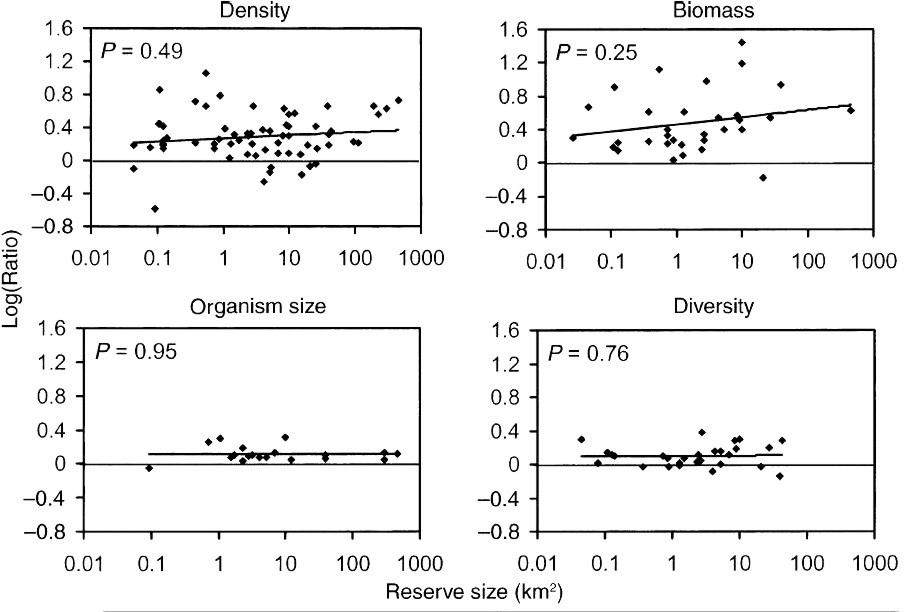 Density
1.6
1.2
0.8
0.4
0
–0.4
–0.8
P = 0.49
0.01 0.1 1 10 100 1000
Biomass
1.6
1.2
0.8
0.4
0
–0.4
–0.8
P = 0.25
0.01 0.1 1 10 100 1000
Log(Ratio)
Organism size
1.6
1.2
0.8
0.4
0
–0.4
–0.8
P = 0.95
0.01 0.1 1 10 100 1000
Diversity
1.6
1.2
0.8
0.4
0
–0.4
–0.8
P = 0.76
0.01 0.1 1 10 100 1000
Reserve size (km²)